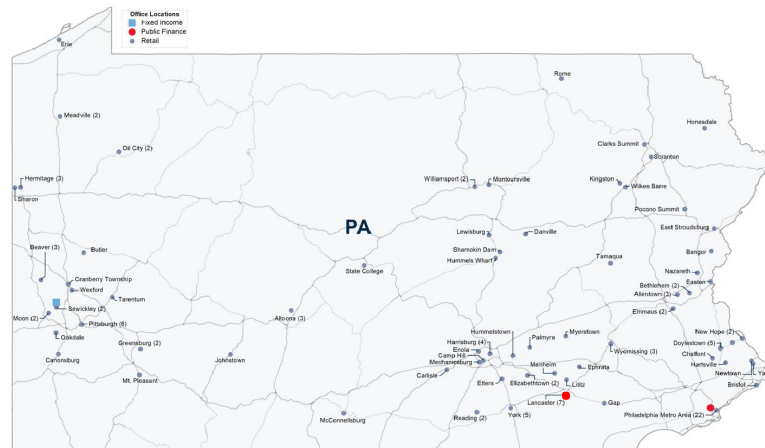 Office Locations
Fixed Income
Public Finance
Retail
Erie
Rome
Meadville (2)
Honesdale
Oil City (2)
Clarks Summit
Scranton
Hermitage (3)
Sharon
Williamsport (2)
Montoursville
Kingston
Wilkes Barre
Pocono Summit
PA
Lewisburg
Danville
East Stroudsburg
Beaver (3)
Butler
Shamokin Dam
Hummels Wharf
Tamaqua
Bangor
State College
Nazareth
Cranberry Township
Wexford
Easton
Bethlehem (2)
Allentown (3)
Tarentum
Sewickley (2)
Moon (2)
Altoona (3)
Emmaus (2)
Pittsburgh (6)
Hummelstown
Oakdale
Greensburg (2)
Harrisburg (4)
Palmyra
Myerstown
New Hope (2)
Doylestown (5)
Enola
Camp Hill
Mechanicsburg
Wyomissing (3)
Chalfont
Hartsville
Canonsburg
Johnstown
Manheim
Ephrata
Carlisle
Newtown
Ya
Mt. Pleasant
Etters
Elizabethtown (2)
Lititz
Bristol
Lancaster (7)
Gap
McConnellsburg
Reading (2)
York (5)
Philadelphia Metro Area (22)